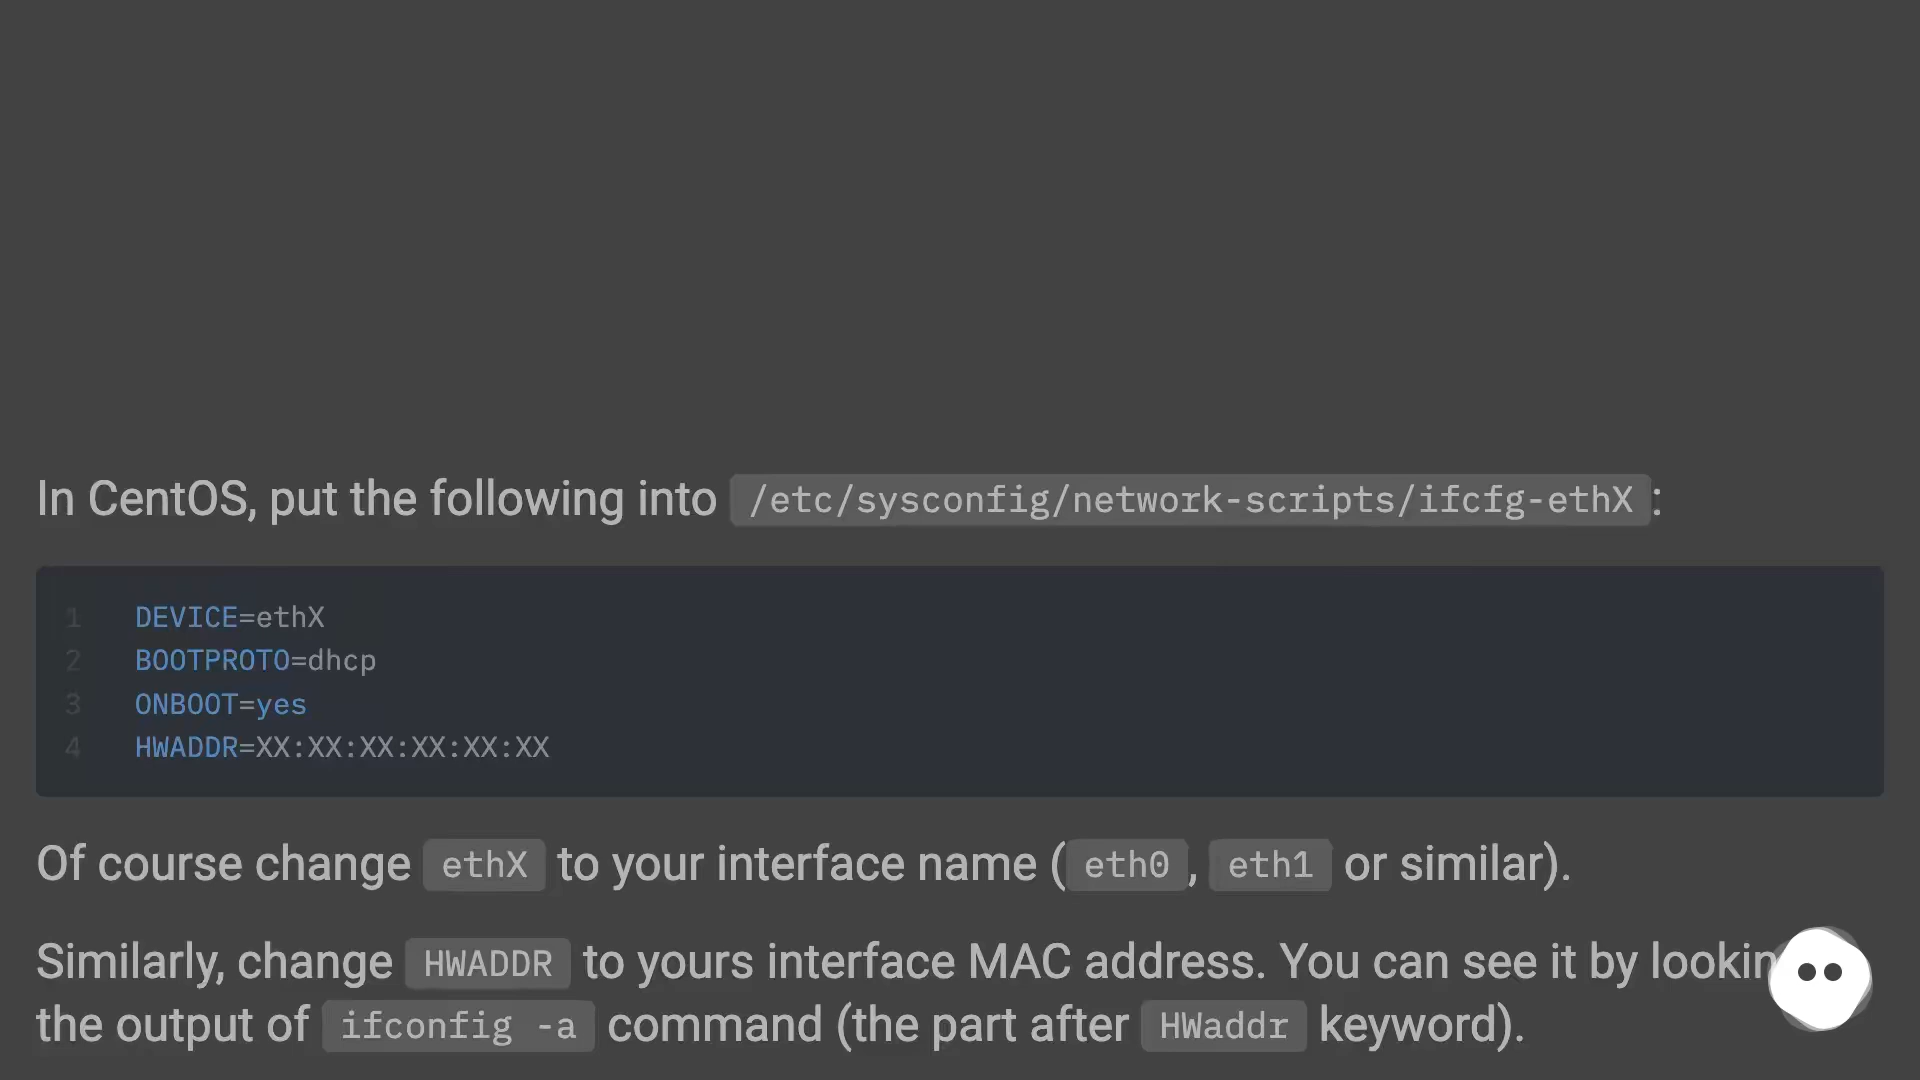 In CentOS, put the following into /etc/sysconfig/network-scripts/ifcfg-ethX :
1 DEVICE=ethX
2 BOOTPROTO=dhcp
3 ONBOOT=yes
4 HWADDR=XX:XX:XX:XX:XX:XX
Of course change ethX to your interface name ( eth0 , eth1 or similar).
Similarly, change HWADDR to yours interface MAC address. You can see it by lookin
the output of ifconfig -a command (the part after HWaddr keyword).